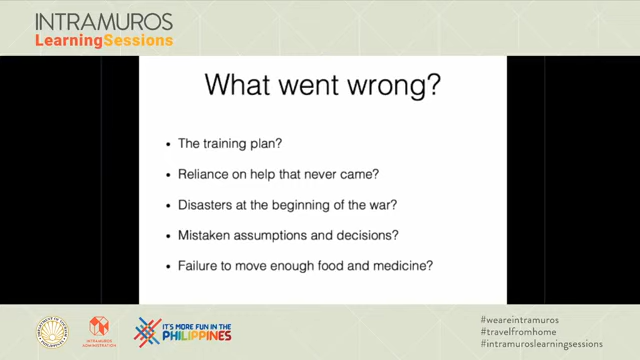 INTRAMUROS
LearningSessions
What went wrong?
• The training plan?
• Reliance on help that never came?
• Disasters at the beginning of the war?
• Mistaken assumptions and decisions?
• Failure to move enough food and medicine?
INTRAMUROS
ADMINISTRATION
IT'S MORE FUN IN THE
PHILIPPINES
#weareintramuros
#travelfromhome
#intramuroslearningsessions